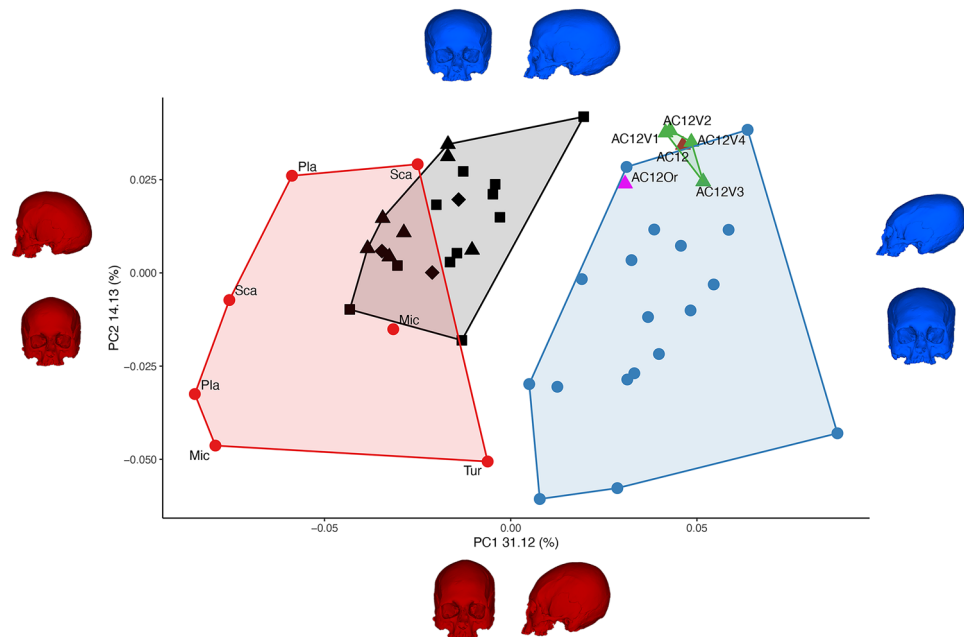 AC12V2
AC12V1
AC12V4
AC12
Pla
Sca
AC12Or
AC12V3
0.025
0.000
Sca
Mic
−0.025
Pla
−0.050
Mic
Tur
PC2 14.13 (%)
−0.05
0.00
0.05
PC1 31.12 (%)